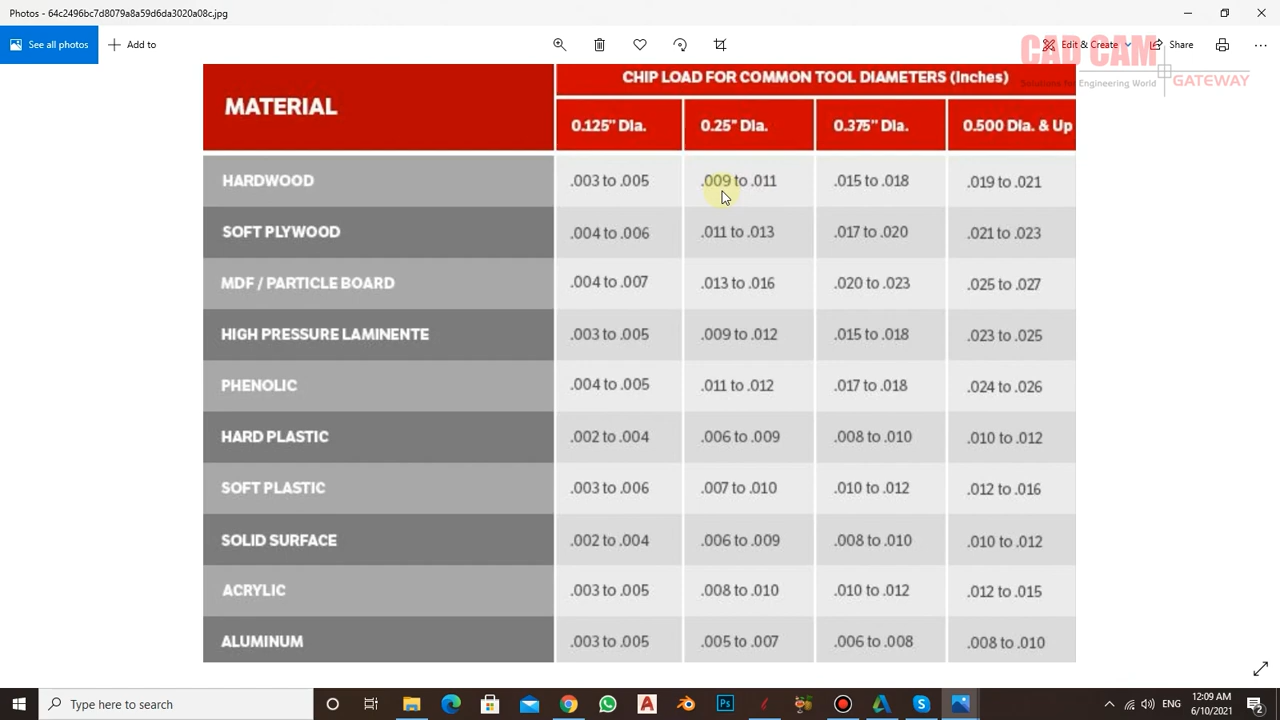 Photos - 64c2496bc7d8079a8a59d6da3020a08c.jpg
See all photos
Add to
Edit & Create
Share
CAD CAM
Solutions for Engineering World
GATEWAY
MATERIAL
CHIP LOAD FOR COMMON TOOL DIAMETERS (Inches)
0.125" Dia. 0.25" Dia. 0.375" Dia. 0.500 Dia. & Up
HARDWOOD .003 to .005 .009 to .011 .015 to .018 .019 to .021
SOFT PLYWOOD .004 to .006 .011 to .013 .017 to .020 .021 to .023
MDF / PARTICLE BOARD .004 to .007 .013 to .016 .020 to .023 .025 to .027
HIGH PRESSURE LAMINENTE .003 to .005 .009 to .012 .015 to .018 .023 to .025
PHENOLIC .004 to .005 .011 to .012 .017 to .018 .024 to .026
HARD PLASTIC .002 to .004 .006 to .009 .008 to .010 .010 to .012
SOFT PLASTIC .003 to .006 .007 to .010 .010 to .012 .012 to .016
SOLID SURFACE .002 to .004 .006 to .009 .008 to .010 .010 to .012
ACRYLIC .003 to .005 .008 to .010 .010 to .012 .012 to .015
ALUMINUM .003 to .005 .005 to .007 .006 to .008 .008 to .010
Type here to search
Ps
A
S
ENG
12:09 AM
6/10/2021
2